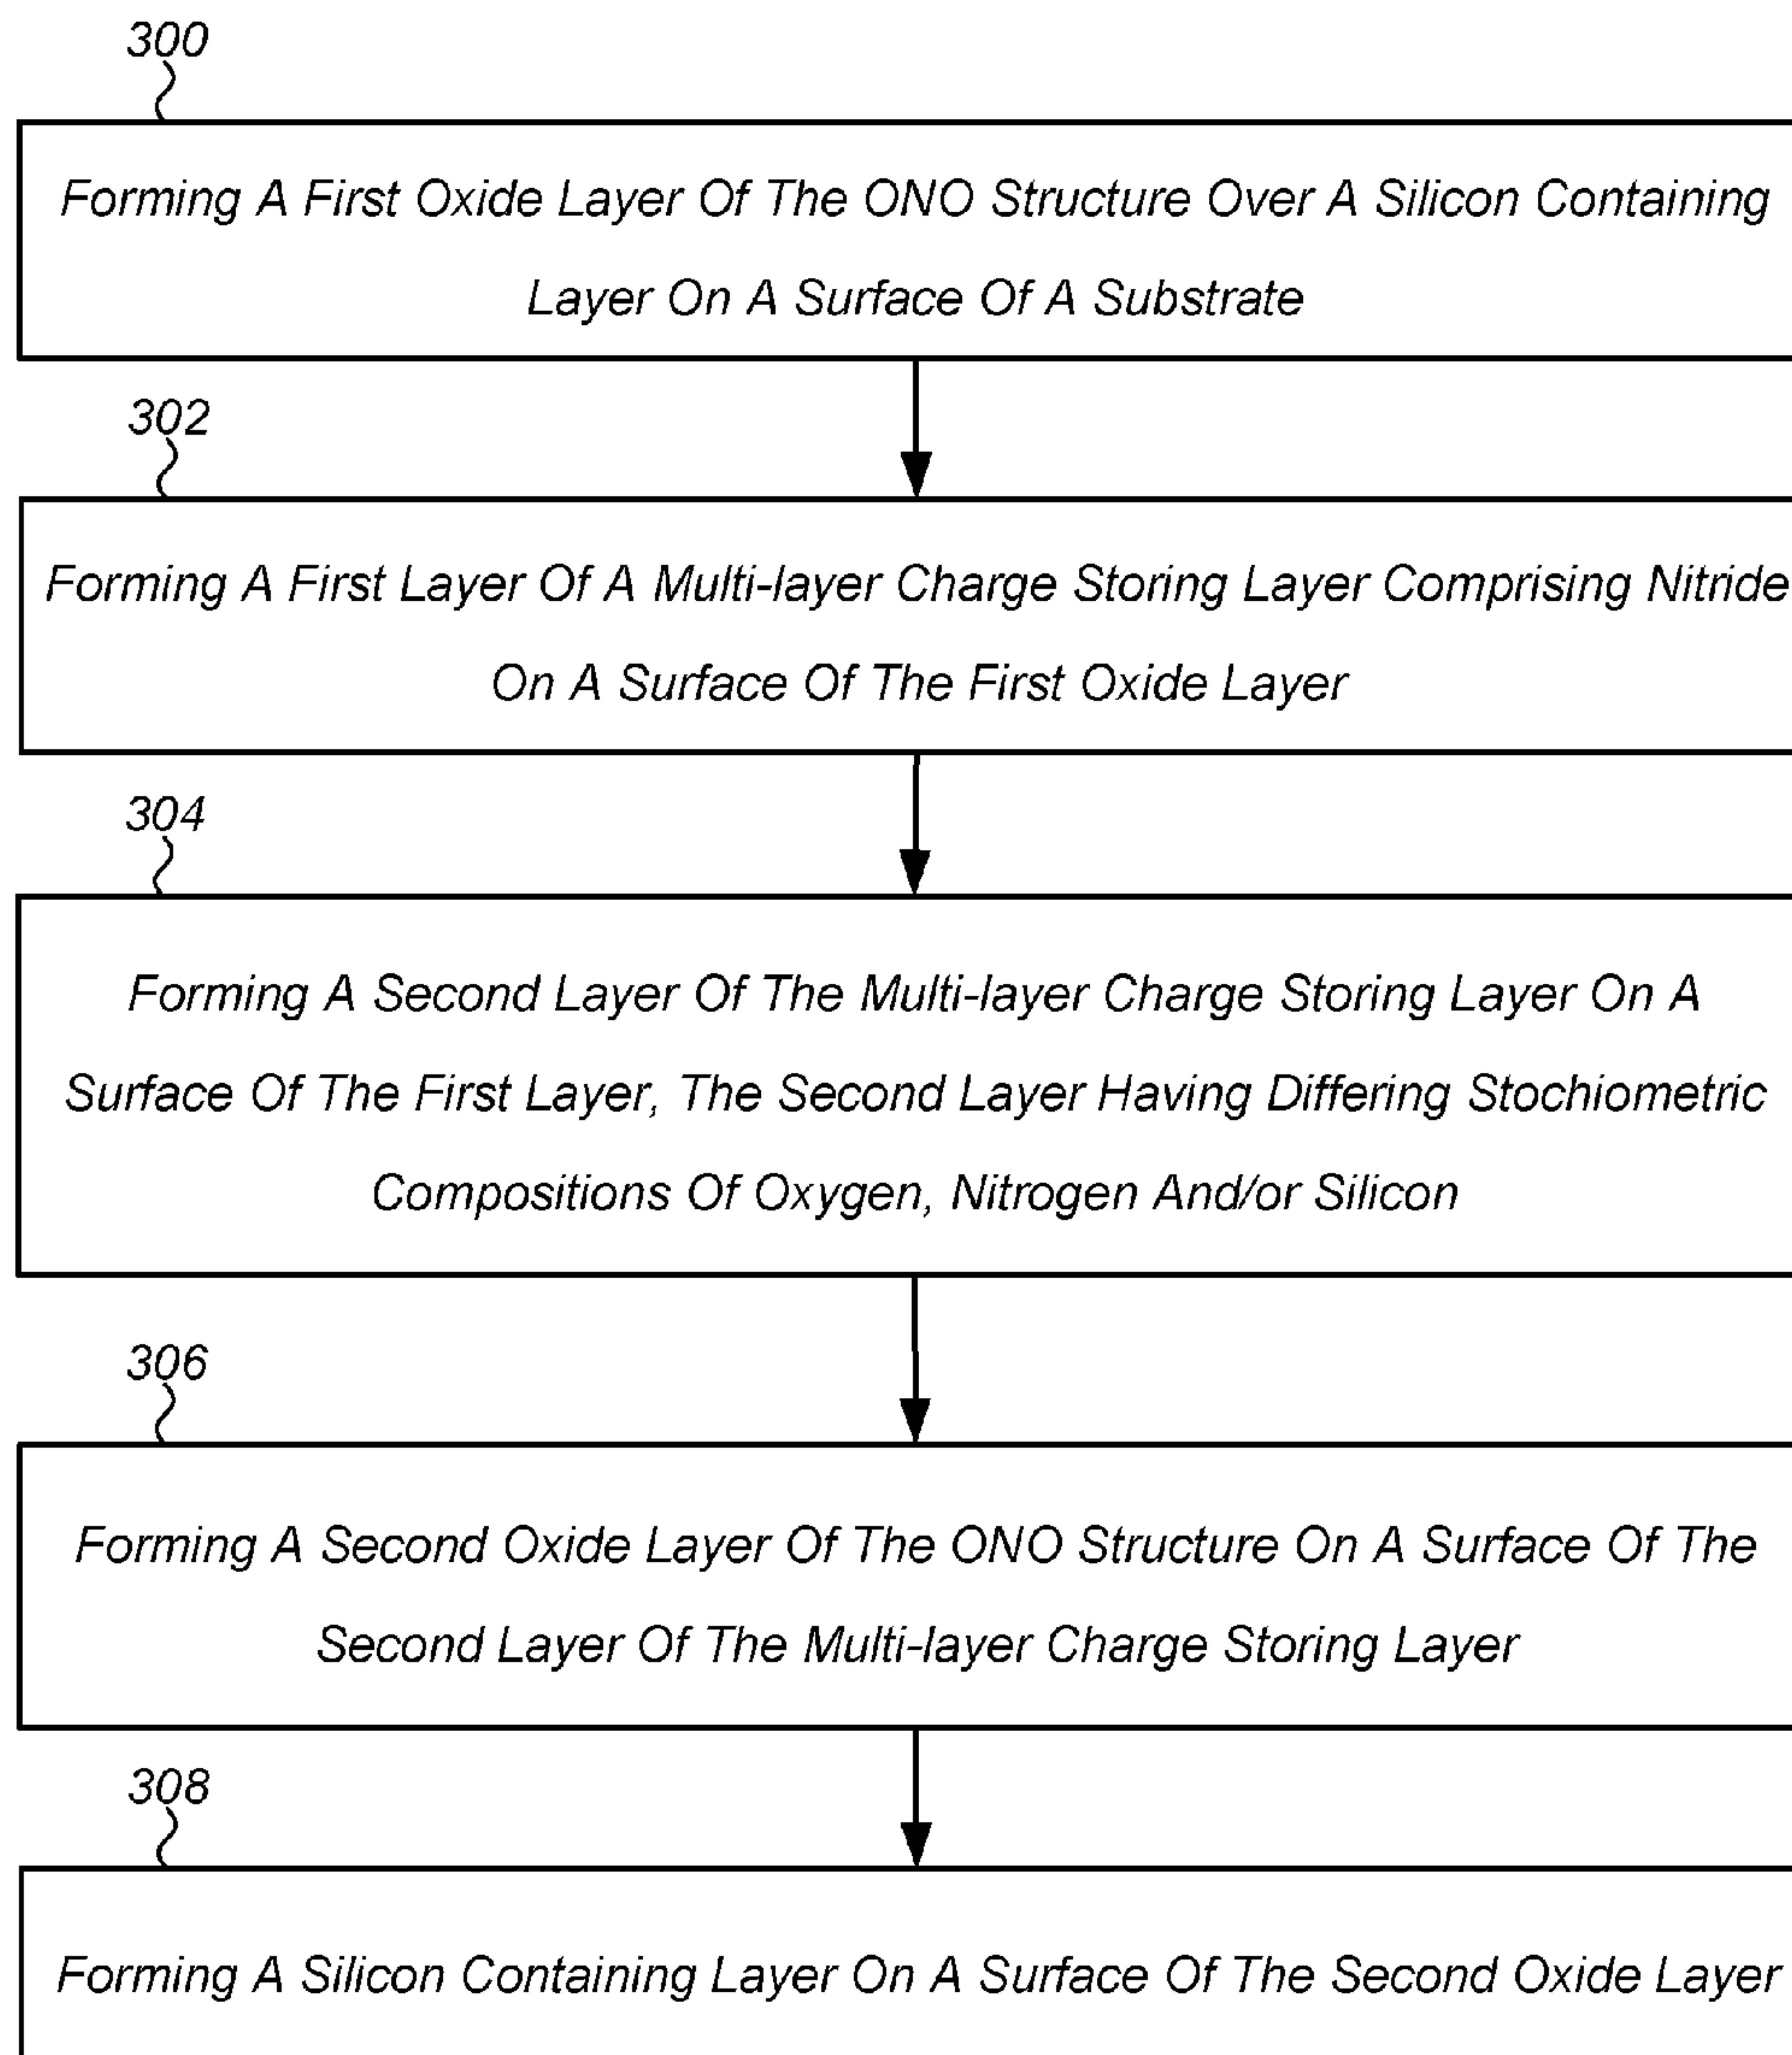 300
Forming A First Oxide Layer Of The ONO Structure Over A Silicon Containing
Layer On A Surface Of A Substrate
302
Forming A First Layer Of A Multi-layer Charge Storing Layer Comprising Nitride
On A Surface Of The First Oxide Layer
304
Forming A Second Layer Of The Multi-layer Charge Storing Layer On A
Surface Of The First Layer, The Second Layer Having Differing Stochiometric
Compositions Of Oxygen, Nitrogen And/or Silicon
306
Forming A Second Oxide Layer Of The ONO Structure On A Surface Of The
Second Layer Of The Multi-layer Charge Storing Layer
308
Forming A Silicon Containing Layer On A Surface Of The Second Oxide Layer